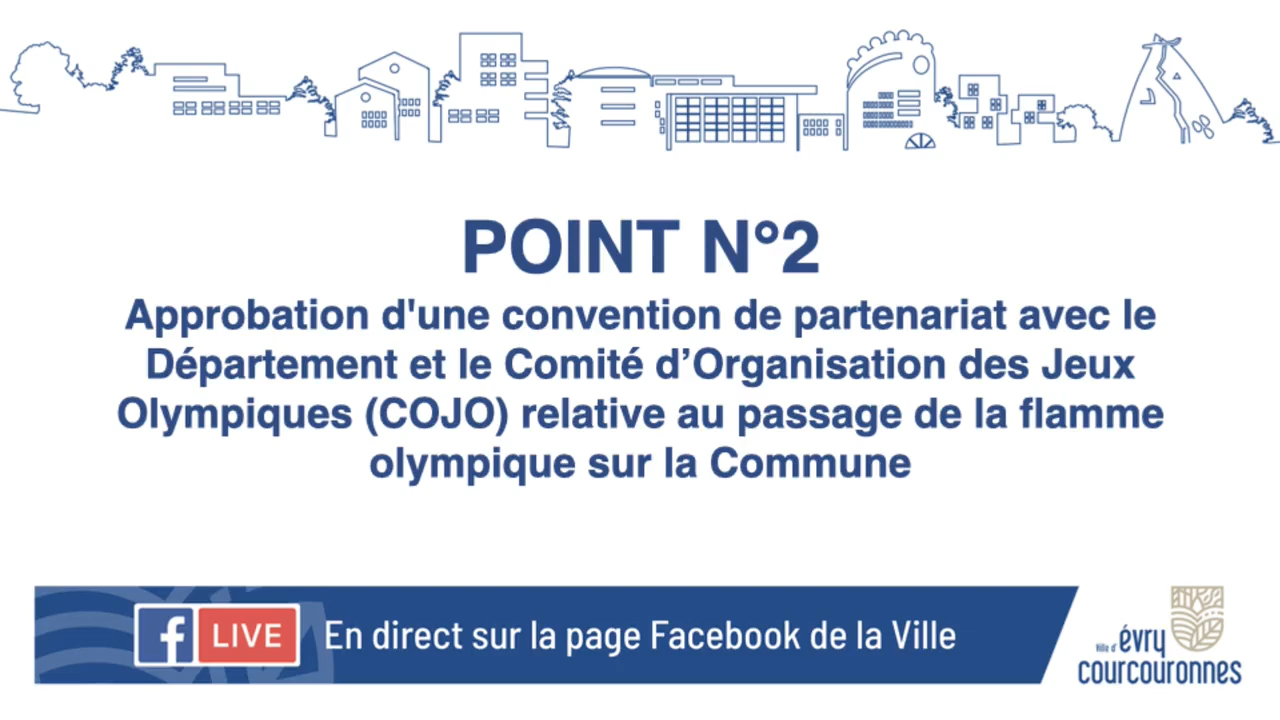 POINT N°2
Approbation d'une convention de partenariat avec le
Département et le Comité d’Organisation des Jeux
Olympiques (COJO) relative au passage de la flamme
olympique sur la Commune
f LIVE En direct sur la page Facebook de la Ville
Ville d' évry
courcouronnes